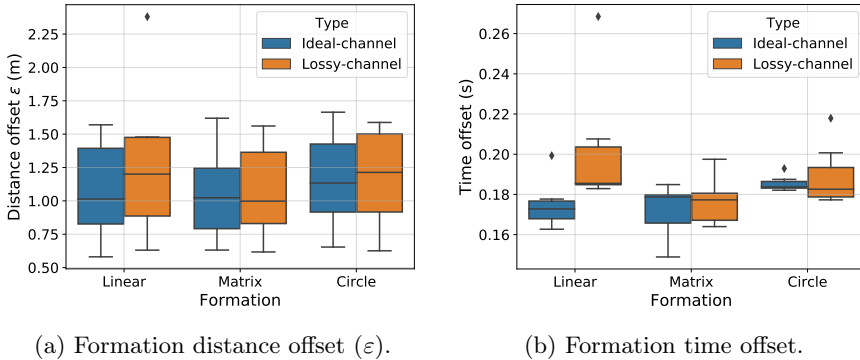 Distance offset ε (m)
2.25
2.00
1.75
1.50
1.25
1.00
0.75
0.50
Type
Ideal-channel
Lossy-channel
Linear
Matrix
Circle
Formation
(a) Formation distance offset (ε).
Time offset (s)
0.26
0.24
0.22
0.20
0.18
0.16
Type
Ideal-channel
Lossy-channel
Linear
Matrix
Circle
Formation
(b) Formation time offset.